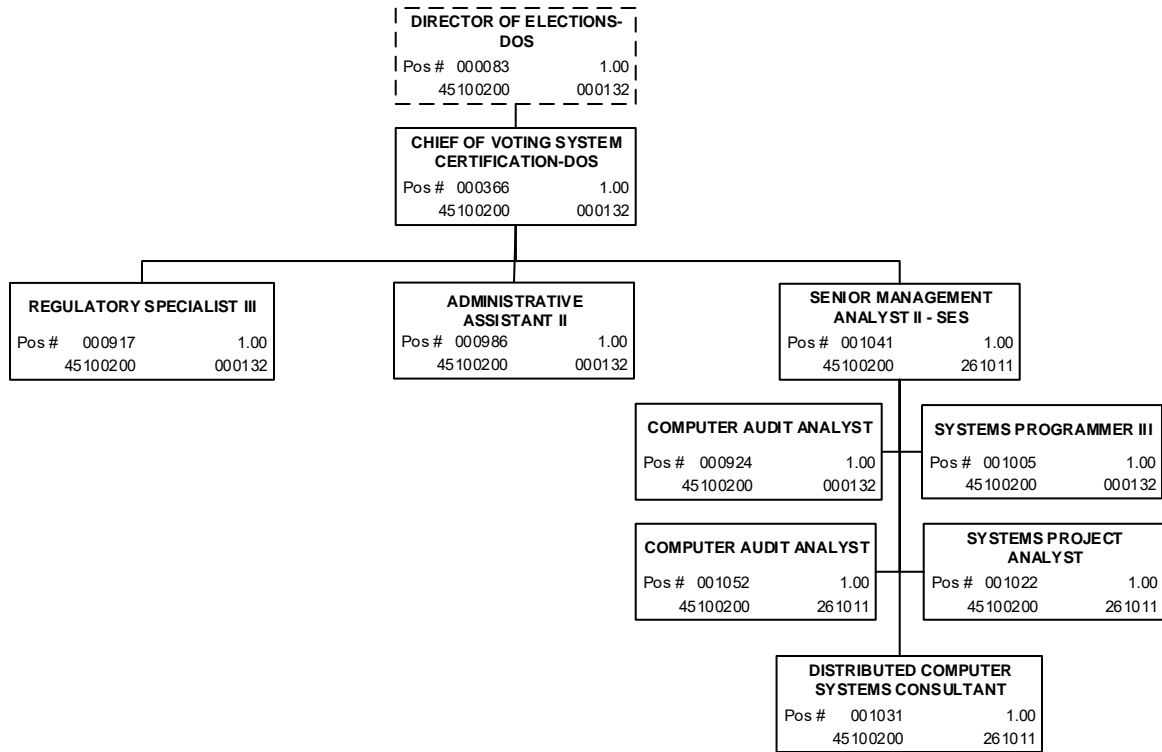 DIRECTOR OF ELECTIONS-
DOS
Pos # 000083 1.00
45100200 000132
CHIEF OF VOTING SYSTEM
CERTIFICATION-DOS
Pos # 000366 1.00
45100200 000132
REGULATORY SPECIALIST III
Pos # 000917 1.00
45100200 000132
ADMINISTRATIVE
ASSISTANT II
Pos # 000986 1.00
45100200 000132
SENIOR MANAGEMENT
ANALYST II - SES
Pos # 001041 1.00
45100200 261011
COMPUTER AUDIT ANALYST
Pos # 000924 1.00
45100200 000132
SYSTEMS PROGRAMMER III
Pos # 001005 1.00
45100200 000132
COMPUTER AUDIT ANALYST
Pos # 001052 1.00
45100200 261011
SYSTEMS PROJECT
ANALYST
Pos # 001022 1.00
45100200 261011
DISTRIBUTED COMPUTER
SYSTEMS CONSULTANT
Pos # 001031 1.00
45100200 261011